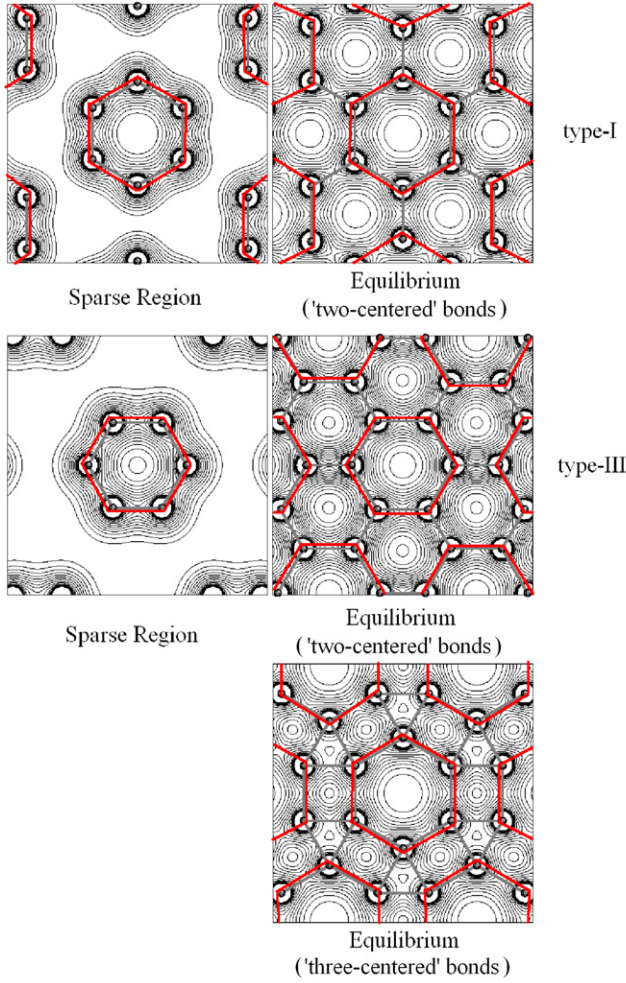 type-I
Sparse Region
Equilibrium
('two-centered' bonds)
type-III
Sparse Region
Equilibrium
('two-centered' bonds)
Equilibrium
('three-centered' bonds)